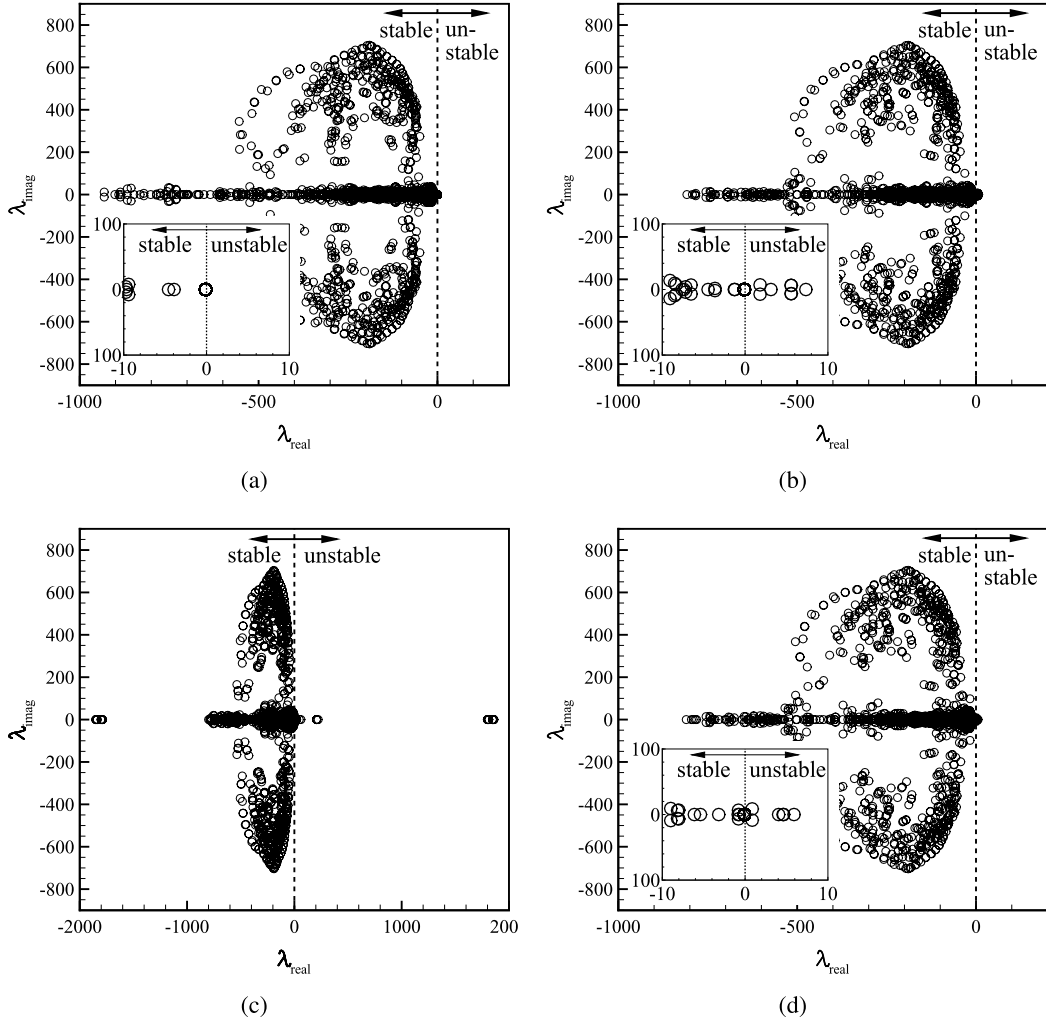 800
600
400
200
0
-200
-400
-600
-800
λimag
stable
un-
stable
100
stable
unstable
0
100
-10
0
10
-1000
-500
0
λreal
(a)
800
600
400
200
0
-200
-400
-600
-800
λimag
stable
un-
stable
100
stable
unstable
0
100
-10
0
10
-1000
-500
0
λreal
(b)
800
600
400
200
0
-200
-400
-600
-800
λimag
stable
unstable
-2000
-1000
0
1000
200
λreal
(c)
800
600
400
200
0
-200
-400
-600
-800
λimag
stable
un-
stable
100
stable
unstable
0
100
-10
0
10
-1000
-500
0
λreal
(d)